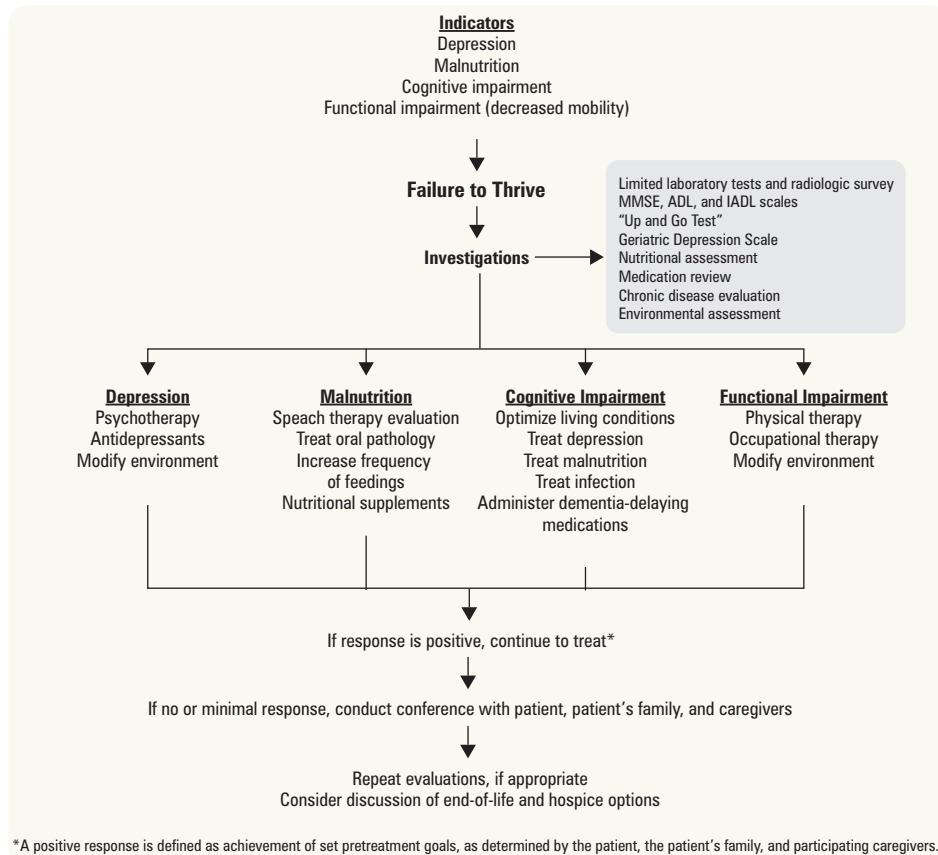 Indicators
Depression
Malnutrition
Cognitive impairment
Functional impairment (decreased mobility)
Failure to Thrive
Investigations
Limited laboratory tests and radiologic survey
MMSE, ADL, and IADL scales
“Up and Go Test”
Geriatric Depression Scale
Nutritional assessment
Medication review
Chronic disease evaluation
Environmental assessment
Depression
Psychotherapy
Antidepressants
Modify environment
Malnutrition
Speach therapy evaluation
Treat oral pathology
Increase frequency
of feedings
Nutritional supplements
Cognitive Impairment
Optimize living conditions
Treat depression
Treat malnutrition
Treat infection
Administer dementia-delaying
medications
Functional Impairment
Physical therapy
Occupational therapy
Modify environment
If response is positive, continue to treat*
If no or minimal response, conduct conference with patient, patient’s family, and caregivers
Repeat evaluations, if appropriate
Consider discussion of end-of-life and hospice options
*A positive response is defined as achievement of set pretreatment goals, as determined by the patient, the patient’s family, and participating caregivers.